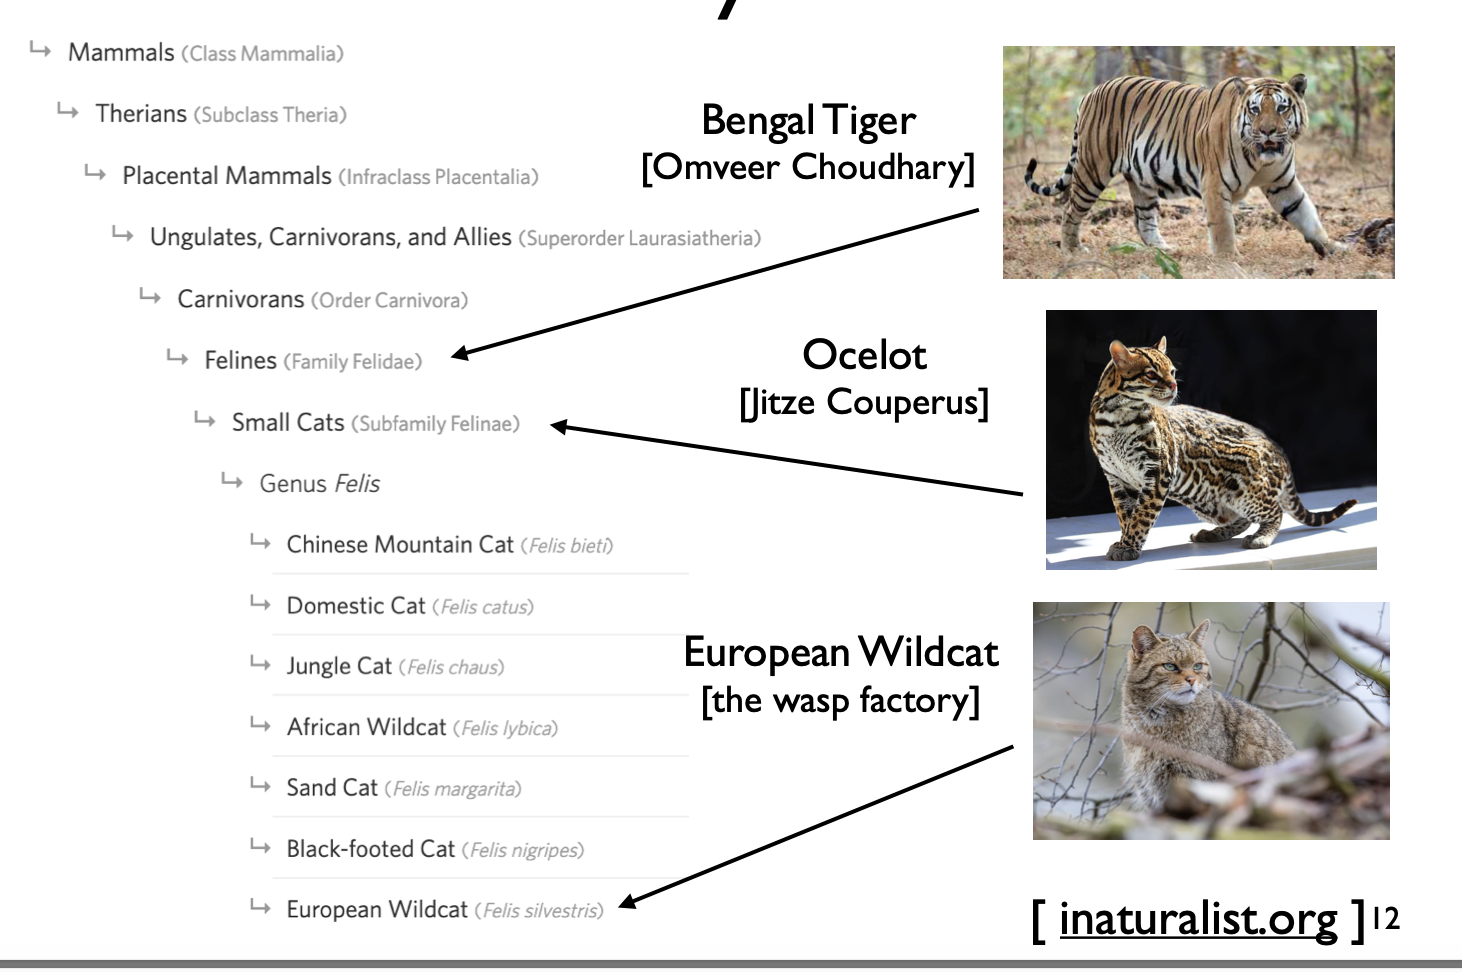 Mammals (Class Mammalia)
Therians (Subclass Theria)
Placental Mammals (Infraclass Placentalia)
Ungulates, Carnivorans, and Allies (Superorder Laurasiatheria)
Carnivorans (Order Carnivora)
Felines (Family Felidae)
Small Cats (Subfamily Felinae)
Genus Felis
Chinese Mountain Cat (Felis bieti)
Domestic Cat (Felis catus)
Jungle Cat (Felis chaus)
African Wildcat (Felis lybica)
Sand Cat (Felis margarita)
Black-footed Cat (Felis nigripes)
European Wildcat (Felis silvestris)
Bengal Tiger
[Omveer Choudhary]
Ocelot
[Jitze Couperus]
European Wildcat
[the wasp factory]
[ inaturalist.org ]
12